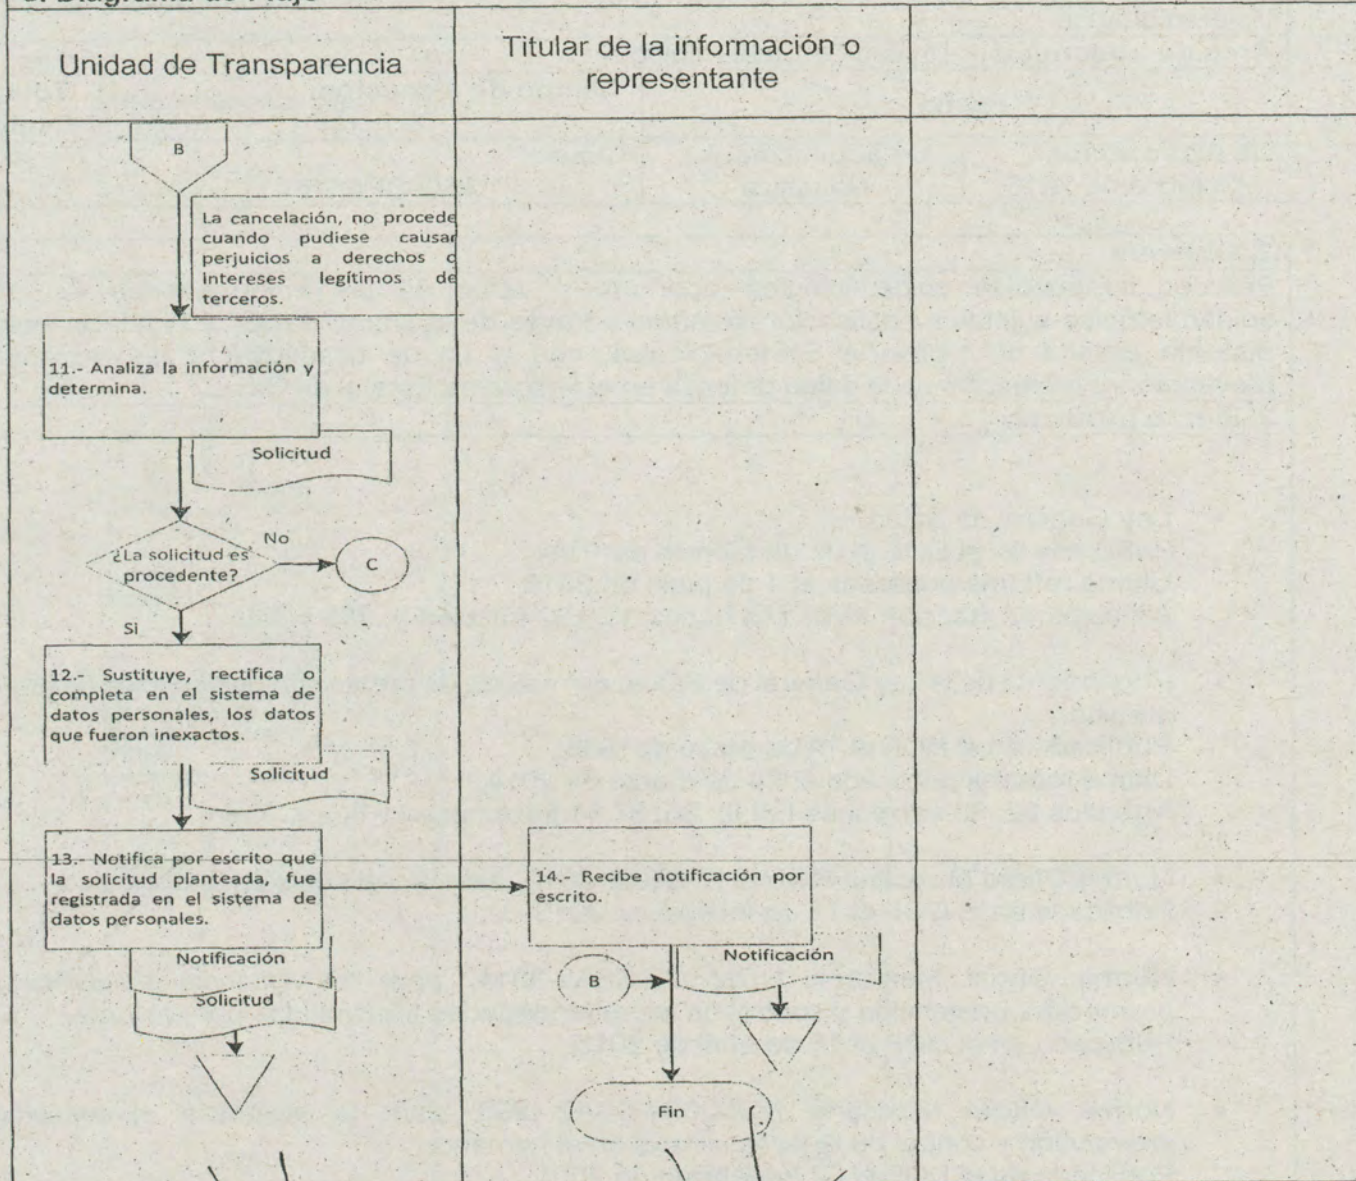 Unidad de Transparencia
Titular de la información o
representante
B
La cancelación, no procede
cuando pudiese causar
perjuicios a derechos o
intereses legítimos de
terceros.
11.- Analiza la información y
determina.
Solicitud
¿La solicitud es
procedente?
No
C
Si
12.- Sustituye, rectifica o
completa en el sistema de
datos personales, los datos
que fueron inexactos.
Solicitud
13.- Notifica por escrito que
la solicitud planteada, fue
registrada en el sistema de
datos personales.
14.- Recibe notificación por
escrito.
Notificación
Solicitud
Notificación
B
Fin